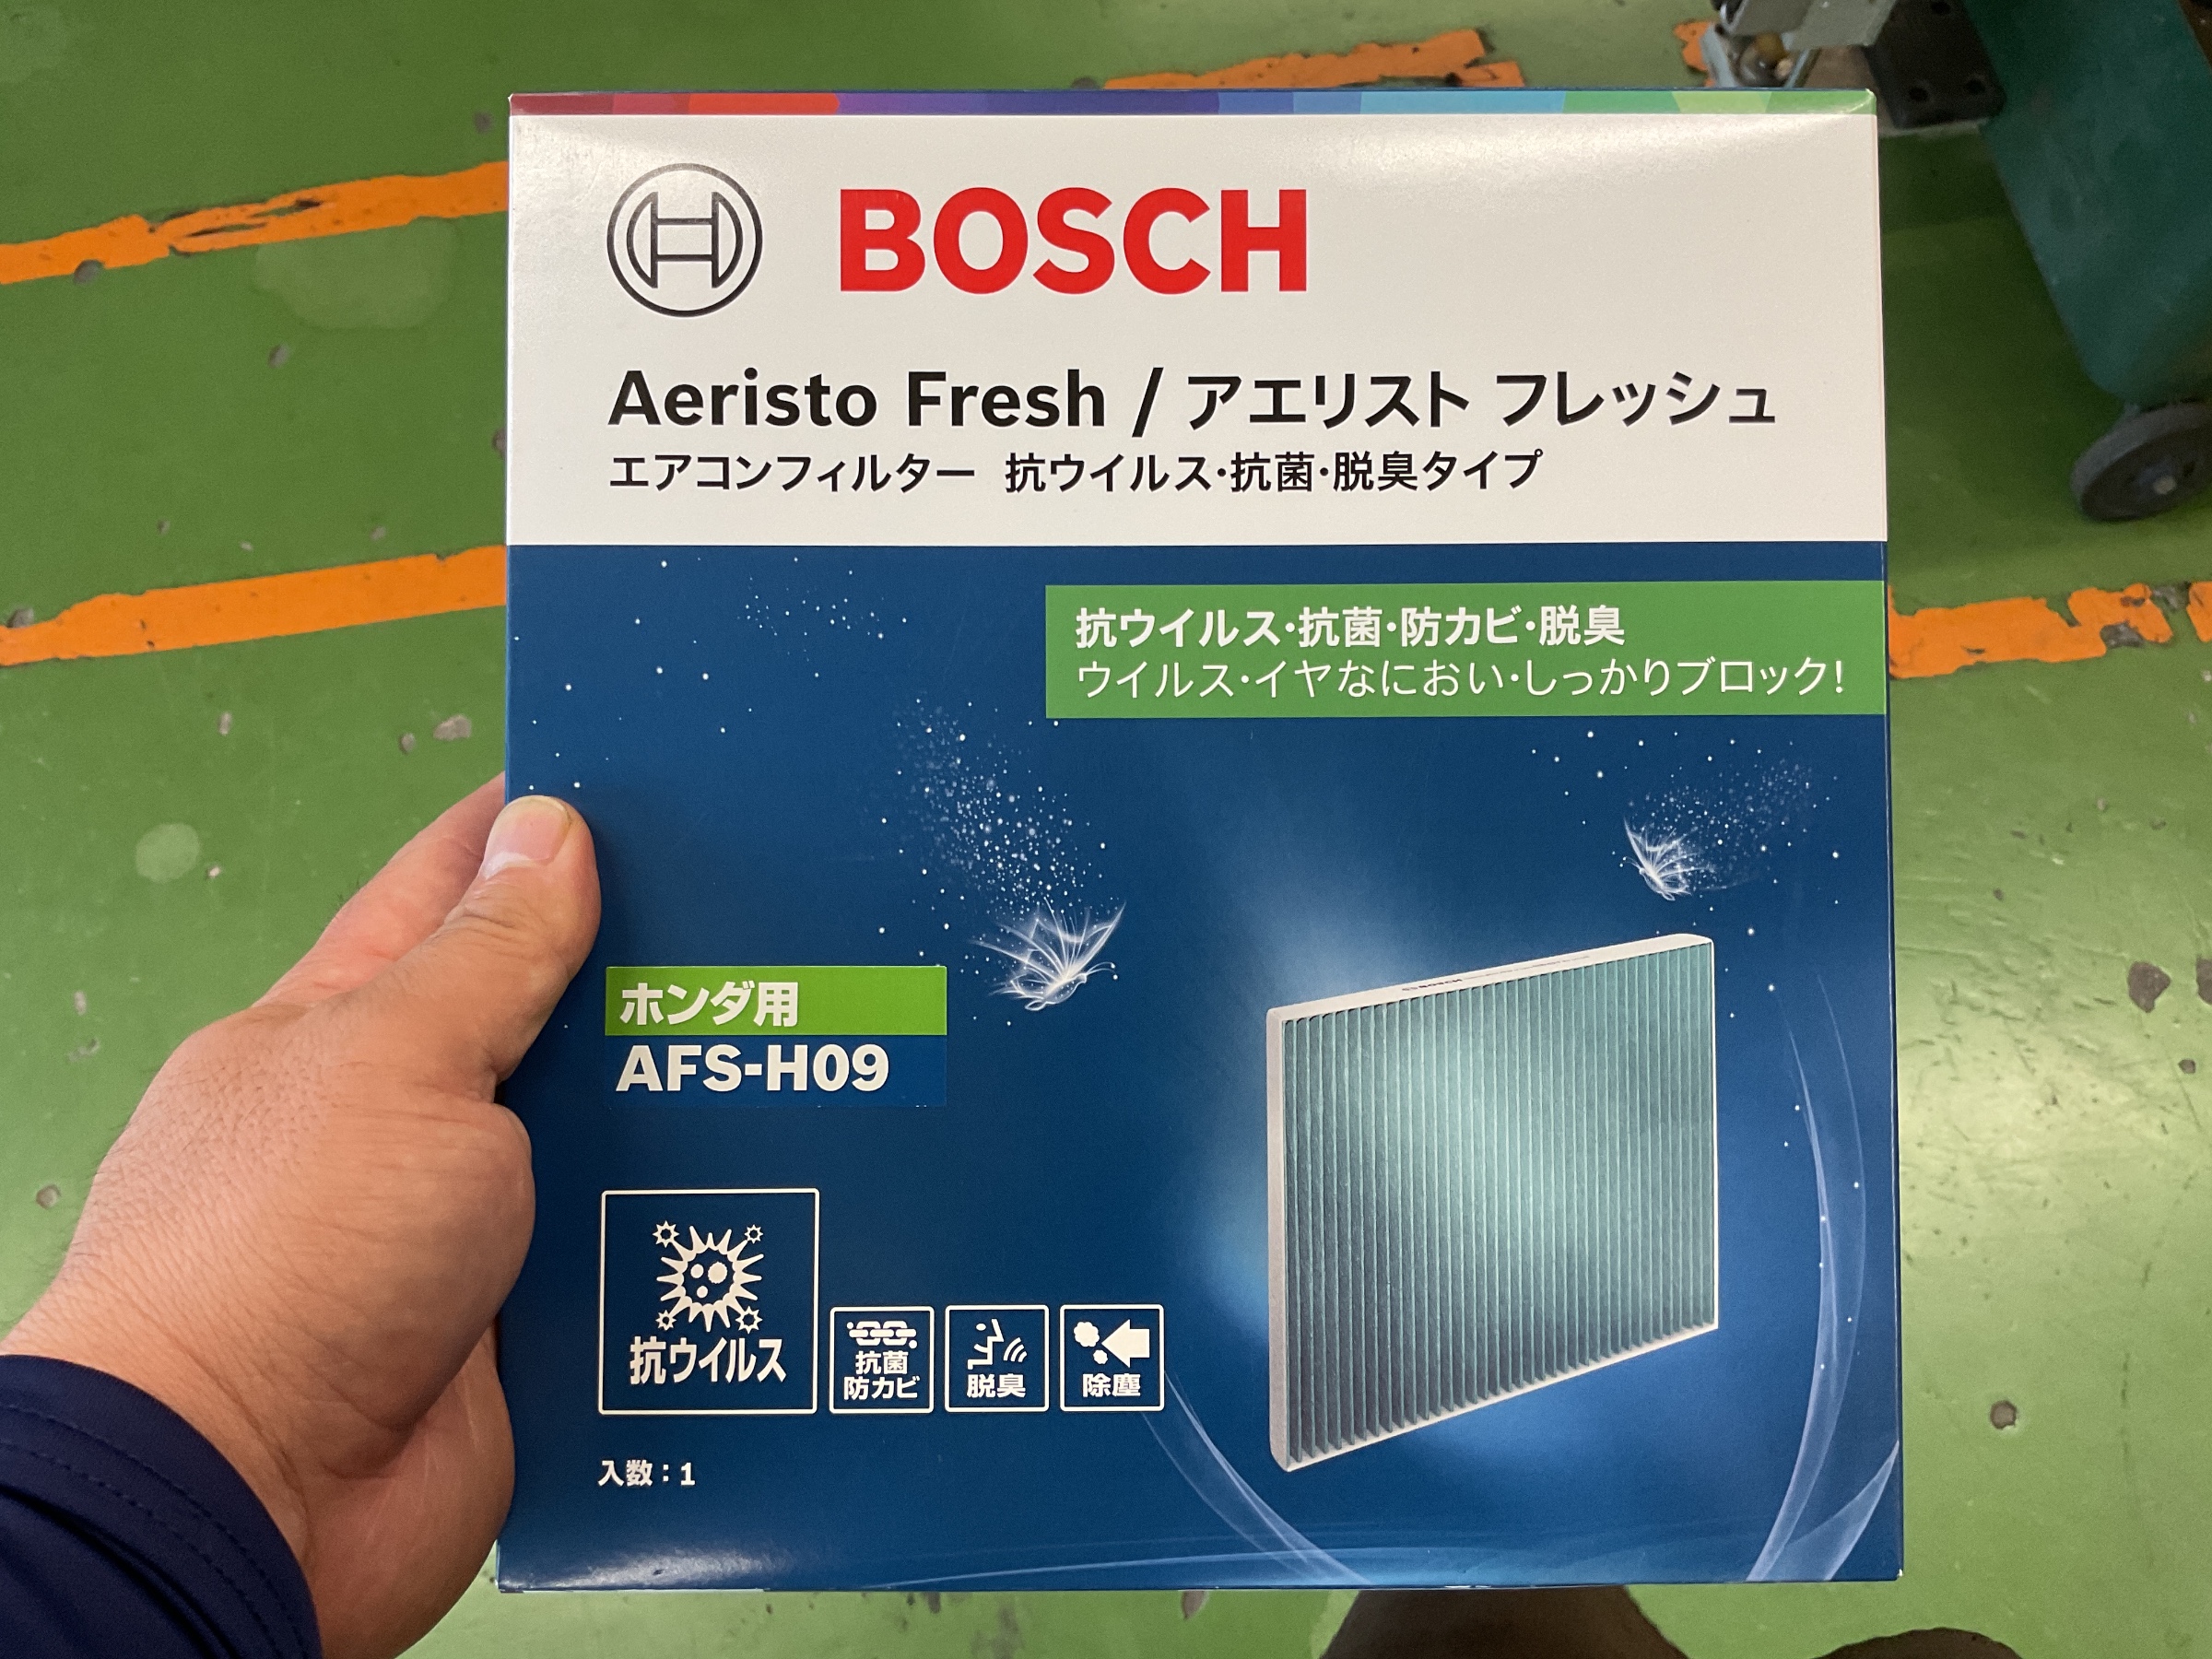 BOSCH
Aeristo Fresh / アエリスト フレッシュ
エアコンフィルター 抗ウイルス・抗菌・脱臭タイプ
抗ウイルス・抗菌・防カビ・脱臭
ウイルス・イヤなにおい・しっかりブロック!
ホンダ用
AFS-H09
抗ウイルス
抗菌
防カビ
脱臭
除塵
入数：1